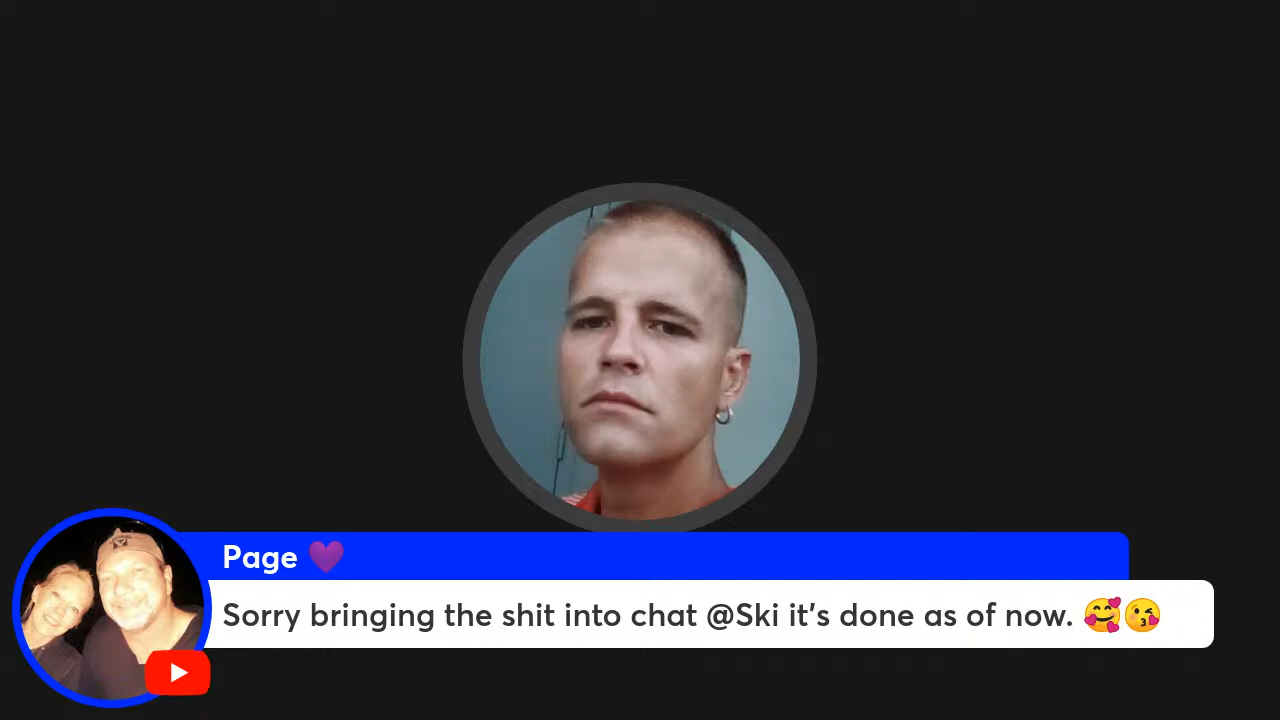 Page 💜
Sorry bringing the shit into chat @Ski it's done as of now. 🥰😘